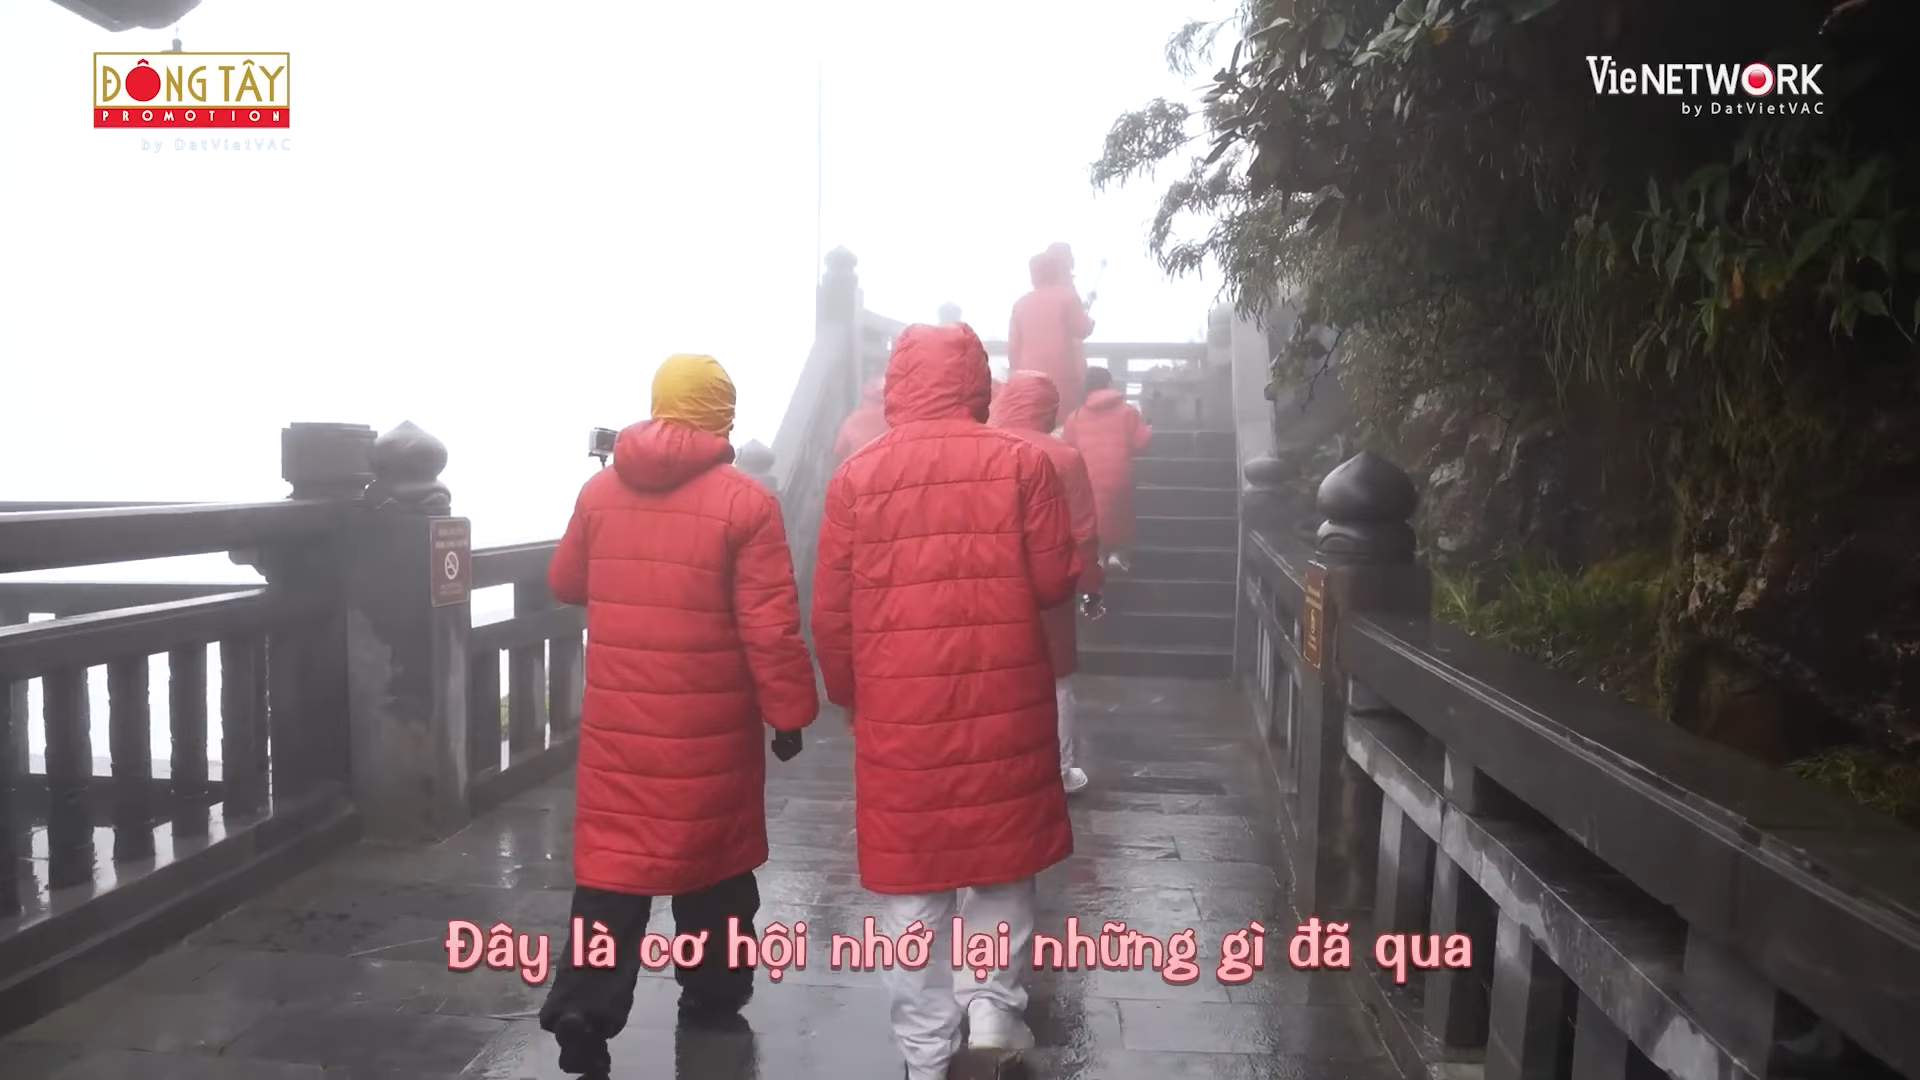 ĐÔNG TÂY
PROMOTION
by DatVietVAC
VieNETWORK
by DatVietVAC
Đây là cơ hội nhớ lại những gì đã qua